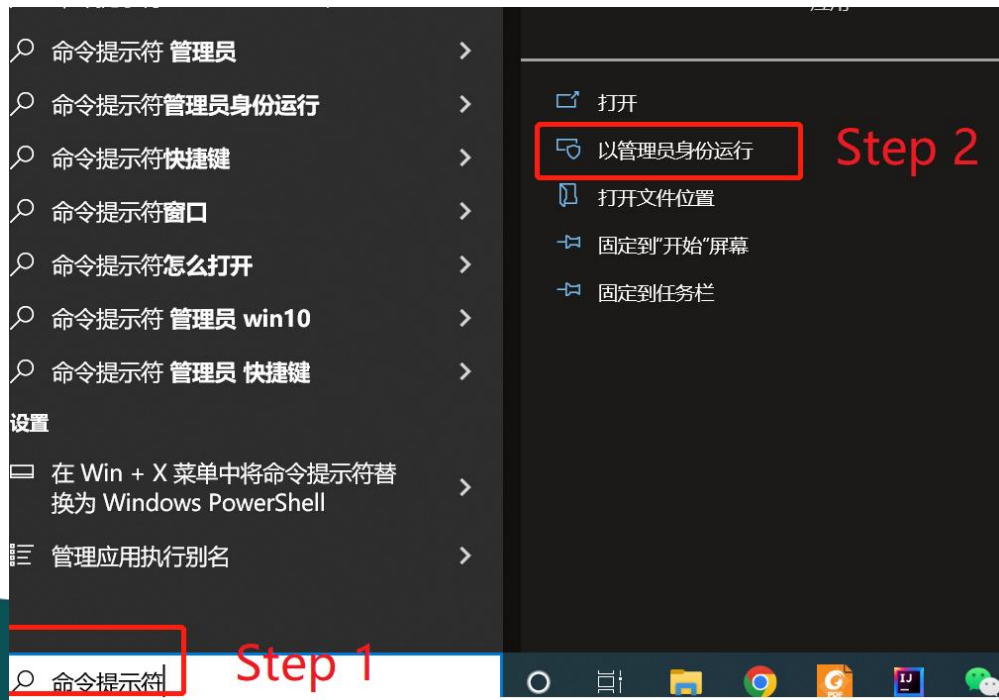 命令提示符 管理员
命令提示符管理员身份运行
命令提示符快捷键
命令提示符窗口
命令提示符怎么打开
命令提示符 管理员 win10
命令提示符 管理员 快捷键
设置
在 Win + X 菜单中将命令提示符替
换为 Windows PowerShell
管理应用执行别名
命令提示符
Step 1
应用
打开
以管理员身份运行
Step 2
打开文件位置
固定到"开始"屏幕
固定到任务栏
PDF
IJ